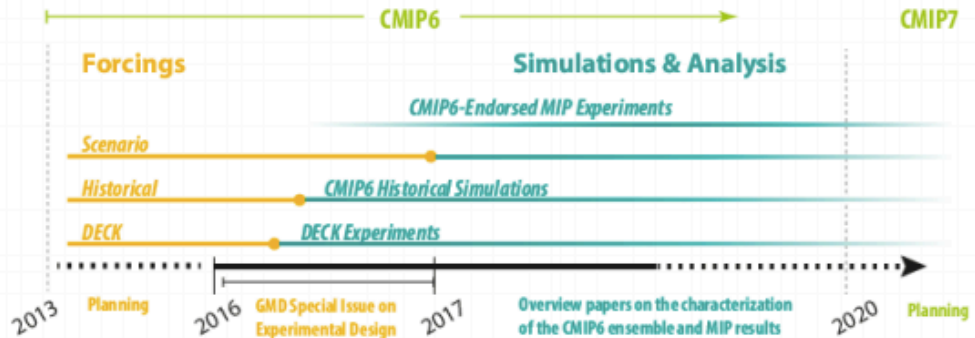 CMIP6
CMIP7
Forcings
Simulations & Analysis
CMIP6-Endorsed MIP Experiments
Scenario
Historical
CMIP6 Historical Simulations
DECK
DECK Experiments
2013
Planning
2016
GMD Special Issue on
Experimental Design
2017
Overview papers on the characterization
of the CMIP6 ensemble and MIP results
2020
Planning